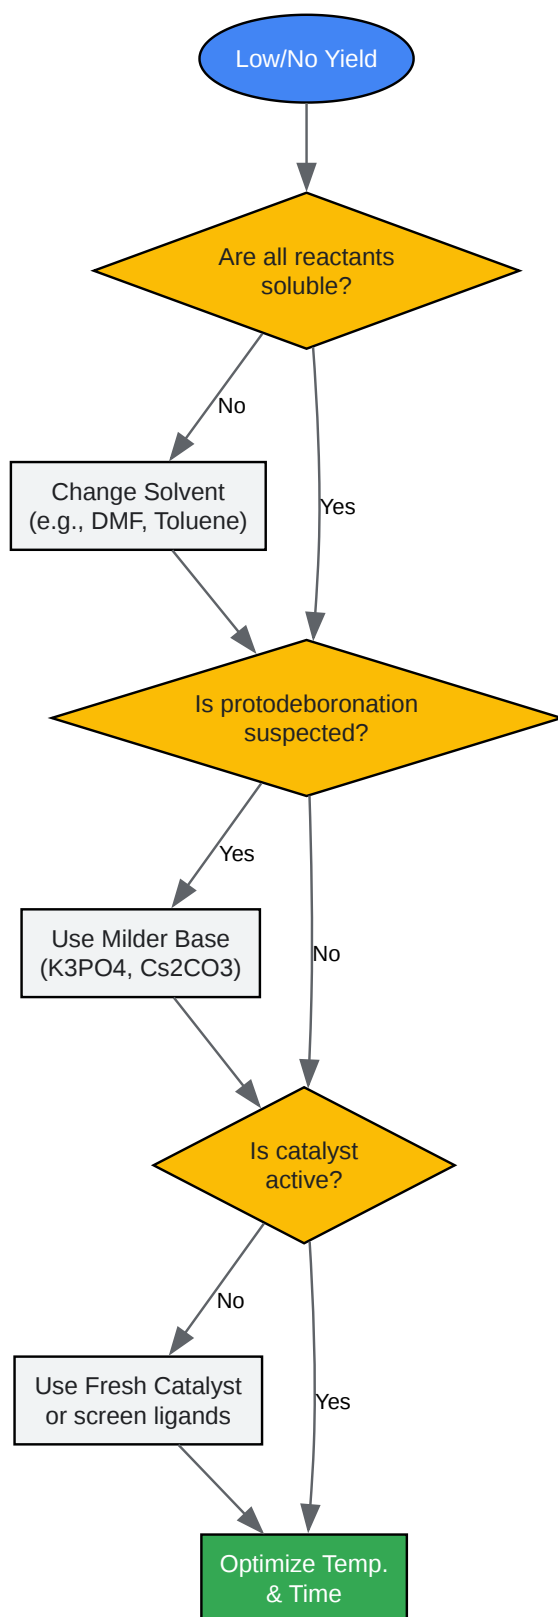 Low/No Yield
Are all reactants
soluble?
No
Yes
Change Solvent
(e.g., DMF, Toluene)
Is protodeboronation
suspected?
Yes
No
Use Milder Base
(K3PO4, Cs2CO3)
Is catalyst
active?
No
Yes
Use Fresh Catalyst
or screen ligands
Optimize Temp.
& Time